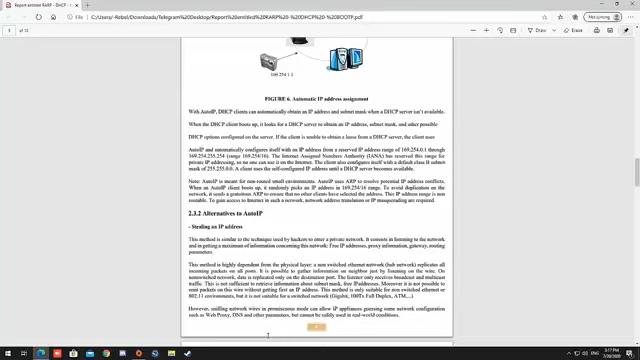 Report entitled RARP - DHCP -
C:/Users/-Rebel/Downloads/Telegram%20Desktop/Report%20entitled%20RARP%20-%20DHCP%20-%20BOOTP.pdf
Not syncing
of 12
Draw
Erase
169.254.1.1
FIGURE 6. Automatic IP address assignment
With AutoIP, DHCP clients can automatically obtain an IP address and subnet mask when a DHCP server isn't available.
When the DHCP client boots up, it looks for a DHCP server to obtain an IP address, subnet mask, and other possible
DHCP options configured on the server. If the client is unable to obtain a lease from a DHCP server, the client uses
AutoIP and automatically configures itself with an IP address from a reserved IP address range of 169.254.0.1 through
169.254.255.254 (range 169.254/16). The Internet Assigned Numbers Authority (IANA) has reserved this range for
private IP addressing, so no one can use it on the Internet. The client also configures itself with a default class B subnet
mask of 255.255.0.0. A client uses the self-configured IP address until a DHCP server becomes available.
Note: AutoIP is meant for non-routed small environments. AutoIP uses ARP to resolve potential IP address conflicts.
When an AutoIP client boots up, it randomly picks an IP address in 169.254/16 range. To avoid duplication on the
network, it sends a gratuitous ARP to ensure that no other clients have selected the address. This IP address range is non
routable. To gain access to Internet in such a network, network address translation or IP masquerading are required.
2.3.2 Alternatives to AutoIP
- Stealing an IP address
This method is similar to the technique used by hackers to enter a private network. It consists in listening to the network
and in getting a maximum of information concerning this network: Free IP addresses, proxy information, gateway, routing
parameters.
This method is highly dependent from the physical layer: a non switched ethernet network (hub network) replicates all
incoming packets on all ports. It is possible to gather information on neighbor just by listening on the wire. On
nonswitched network, data is replicated only on the destination port. The listener only receives broadcast and multicast
traffic. This is not sufficient to retrieve information about subnet mask, free IP addresses. Moreover it is not possible to
sent packets on this wire without getting first an IP address. This method is only suitable for non switched ethernet or
802.11 environments, but it is not suitable for a switched network (Gigabit, 100Tx Full Duplex, ATM,...)
However, sniffing network wires in promiscuous mode can allow IP appliances guessing some network configuration
such as Web Proxy, DNS and other parameters, but cannot be safely used in real-world conditions.
ENG
3:17 PM
7/20/2020